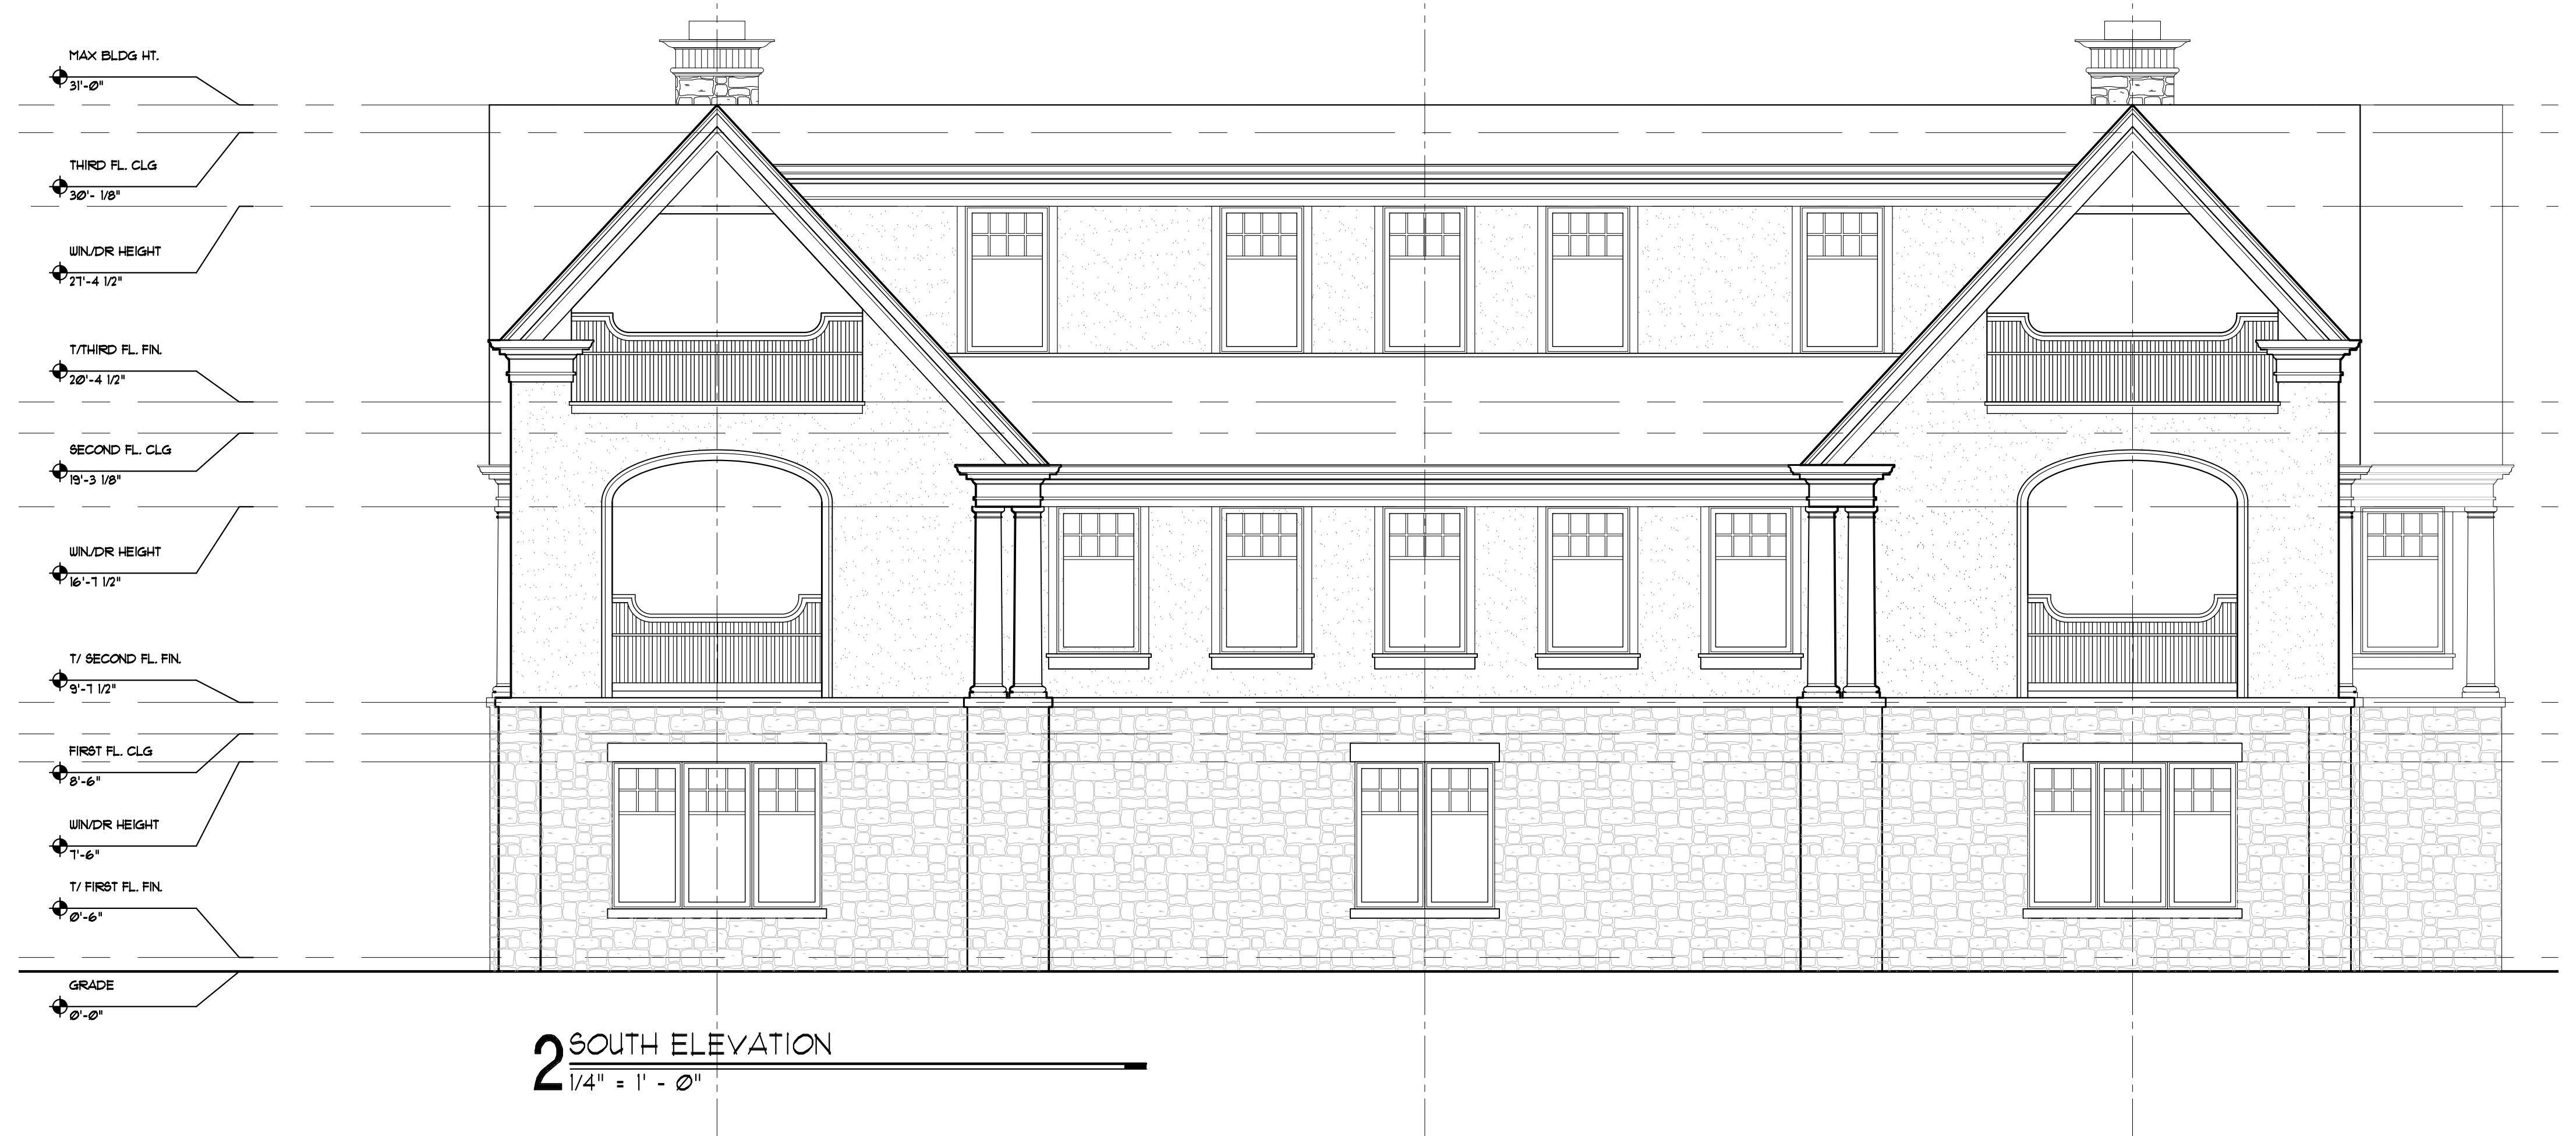 MAX BLDG HT.
31'-0"
THIRD FL. CLG
30'- 1/8"
WIN/DR HEIGHT
27'-4 1/2"
T/THIRD FL. FIN.
20'-4 1/2"
SECOND FL. CLG
19'-3 1/8"
WIN/DR HEIGHT
16'-7 1/2"
T/ SECOND FL. FIN.
9'-7 1/2"
FIRST FL. CLG
8'-6"
WIN/DR HEIGHT
7'-6"
T/ FIRST FL. FIN.
0'-6"
GRADE
0'-0"
2 SOUTH ELEVATION
1/4" = 1' - 0"